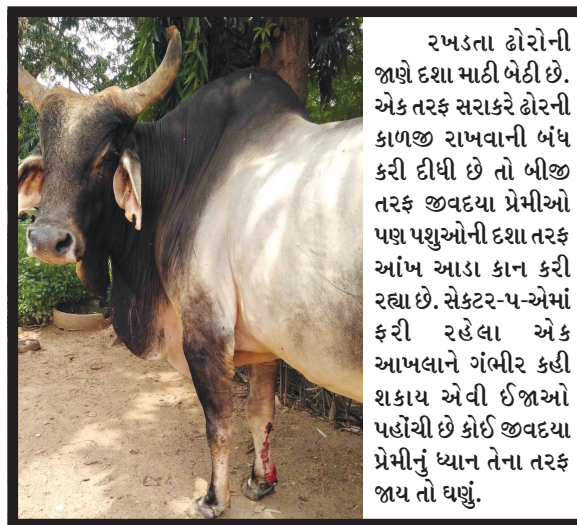 રખડતા ઢોરોની
જાણે દશા માઠી બેઠી છે.
એક તરફ સરાકરે ઢોરની
કાળજી રાખવાની બંધ
કરી દીધી છે તો બીજી
તરફ જીવદયા પ્રેમીઓ
પણ પશુઓની દશા તરફ
આંખ આડા કાન કરી
રહ્યા છે. સેકટર-૫-એમાં
ફરી રહેલા એક
આખલાને ગંભીર કહી
શકાય એવી ઈજાઓ
પહોંચી છે કોઈ જીવદયા
પ્રેમીનું ધ્યાન તેના તરફ
જાય તો ઘણું.